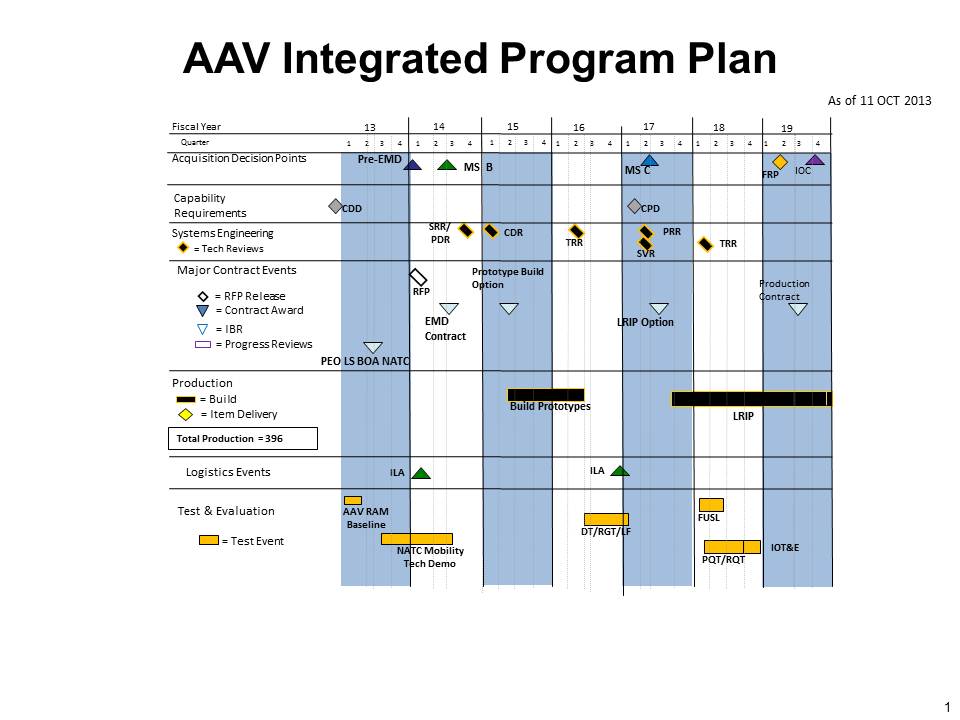 AAV Integrated Program Plan
As of 11 OCT 2013
Fiscal Year 13 14 15 16 17 18 19
Quarter 1 2 3 4 1 2 3 4 1 2 3 4 1 2 3 4 1 2 3 4 1 2 3 4 1 2 3 4
Acquisition Decision Points Pre-EMD MS B MS C FRP IOC
Capability
Requirements
CDD CPD
Systems Engineering
= Tech Reviews
SRR/
PDR
CDR TRR PRR
SVR
TRR
Major Contract Events
= RFP Release
= Contract Award
= IBR
= Progress Reviews
RFP
Prototype Build
Option
Production
Contract
EMD
Contract
LRIP Option
PEO LS BOA NATC
Production
= Build
= Item Delivery
Total Production = 396
Build Prototypes
LRIP
Logistics Events ILA ILA
Test & Evaluation
= Test Event
AAV RAM
Baseline
NATC Mobility
Tech Demo
DT/RGT/LF
FUSL
PQT/RQT
IOT&E
1